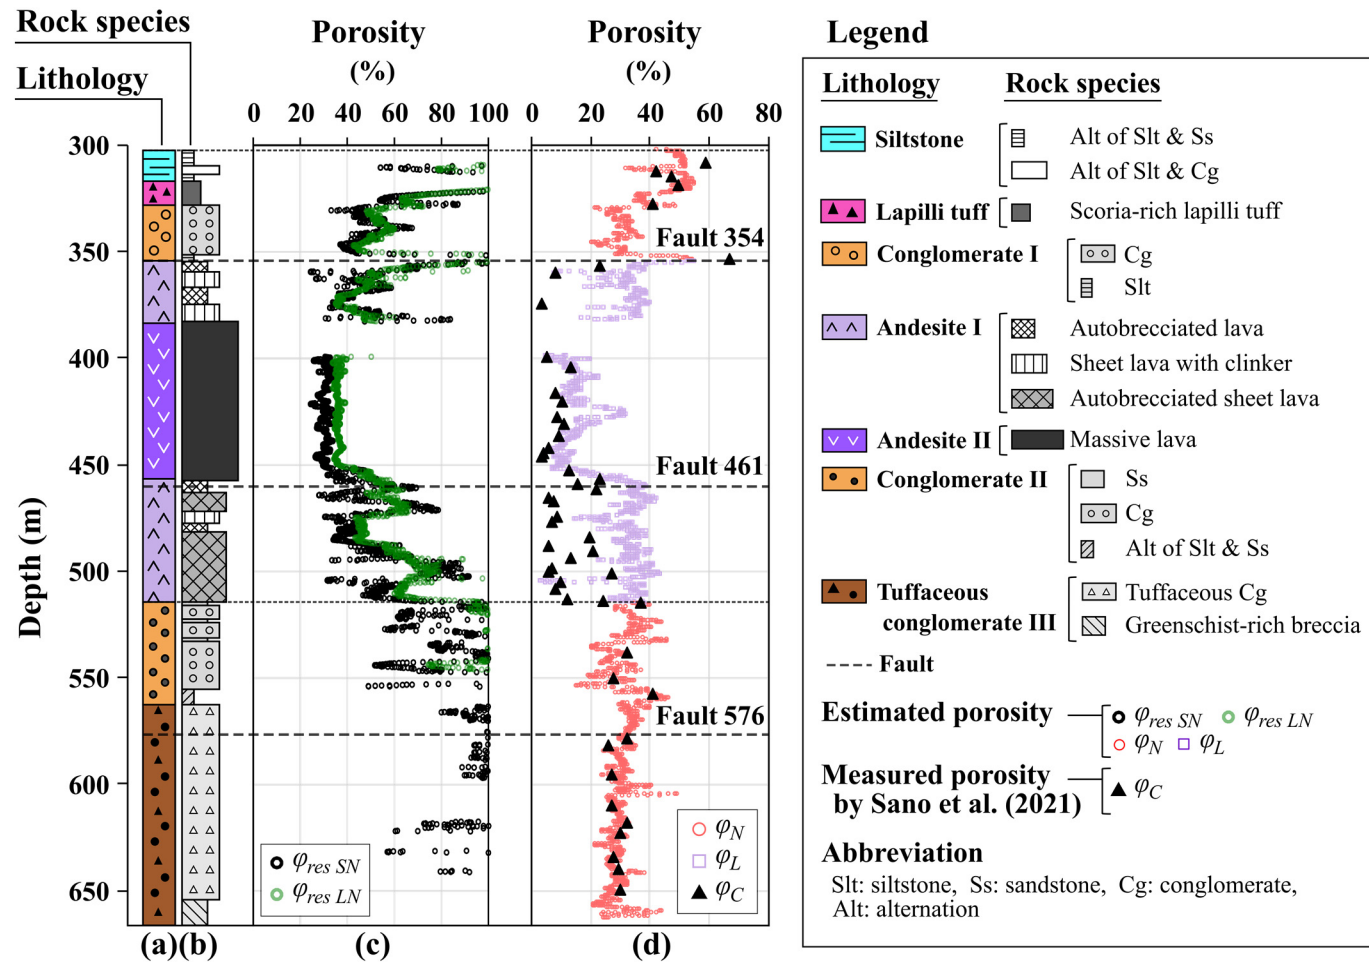 Rock species
Lithology
Porosity
(%)
0 20 40 60 80 100
Porosity
(%)
0 20 40 60 80
Depth (m)
300
350
400
450
500
550
600
650
Fault 354
Fault 461
Fault 576
φres SN
φres LN
φN
φL
φC
(a)
(b)
(c)
(d)
Legend
Lithology
Rock species
Siltstone
Alt of Slt & Ss
Alt of Slt & Cg
Lapilli tuff
Scoria-rich lapilli tuff
Conglomerate I
Cg
Slt
Andesite I
Autobrecciated lava
Sheet lava with clinker
Autobrecciated sheet lava
Andesite II
Massive lava
Conglomerate II
Ss
Cg
Alt of Slt & Ss
Tuffaceous
conglomerate III
Tuffaceous Cg
Greenschist-rich breccia
Fault
Estimated porosity
φres SN φres LN
φN φL
Measured porosity
by Sano et al. (2021)
φC
Abbreviation
Slt: siltstone, Ss: sandstone, Cg: conglomerate,
Alt: alternation